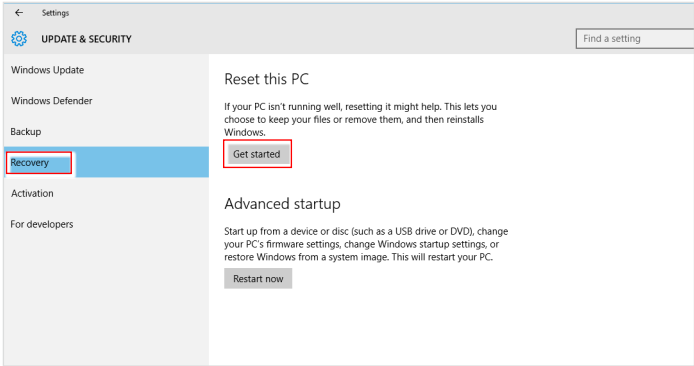 Settings
UPDATE & SECURITY
Find a setting
Windows Update
Windows Defender
Backup
Recovery
Activation
For developers
Reset this PC
If your PC isn't running well, resetting it might help. This lets you
choose to keep your files or remove them, and then reinstalls
Windows.
Get started
Advanced startup
Start up from a device or disc (such as a USB drive or DVD), change
your PC's firmware settings, change Windows startup settings, or
restore Windows from a system image. This will restart your PC.
Restart now